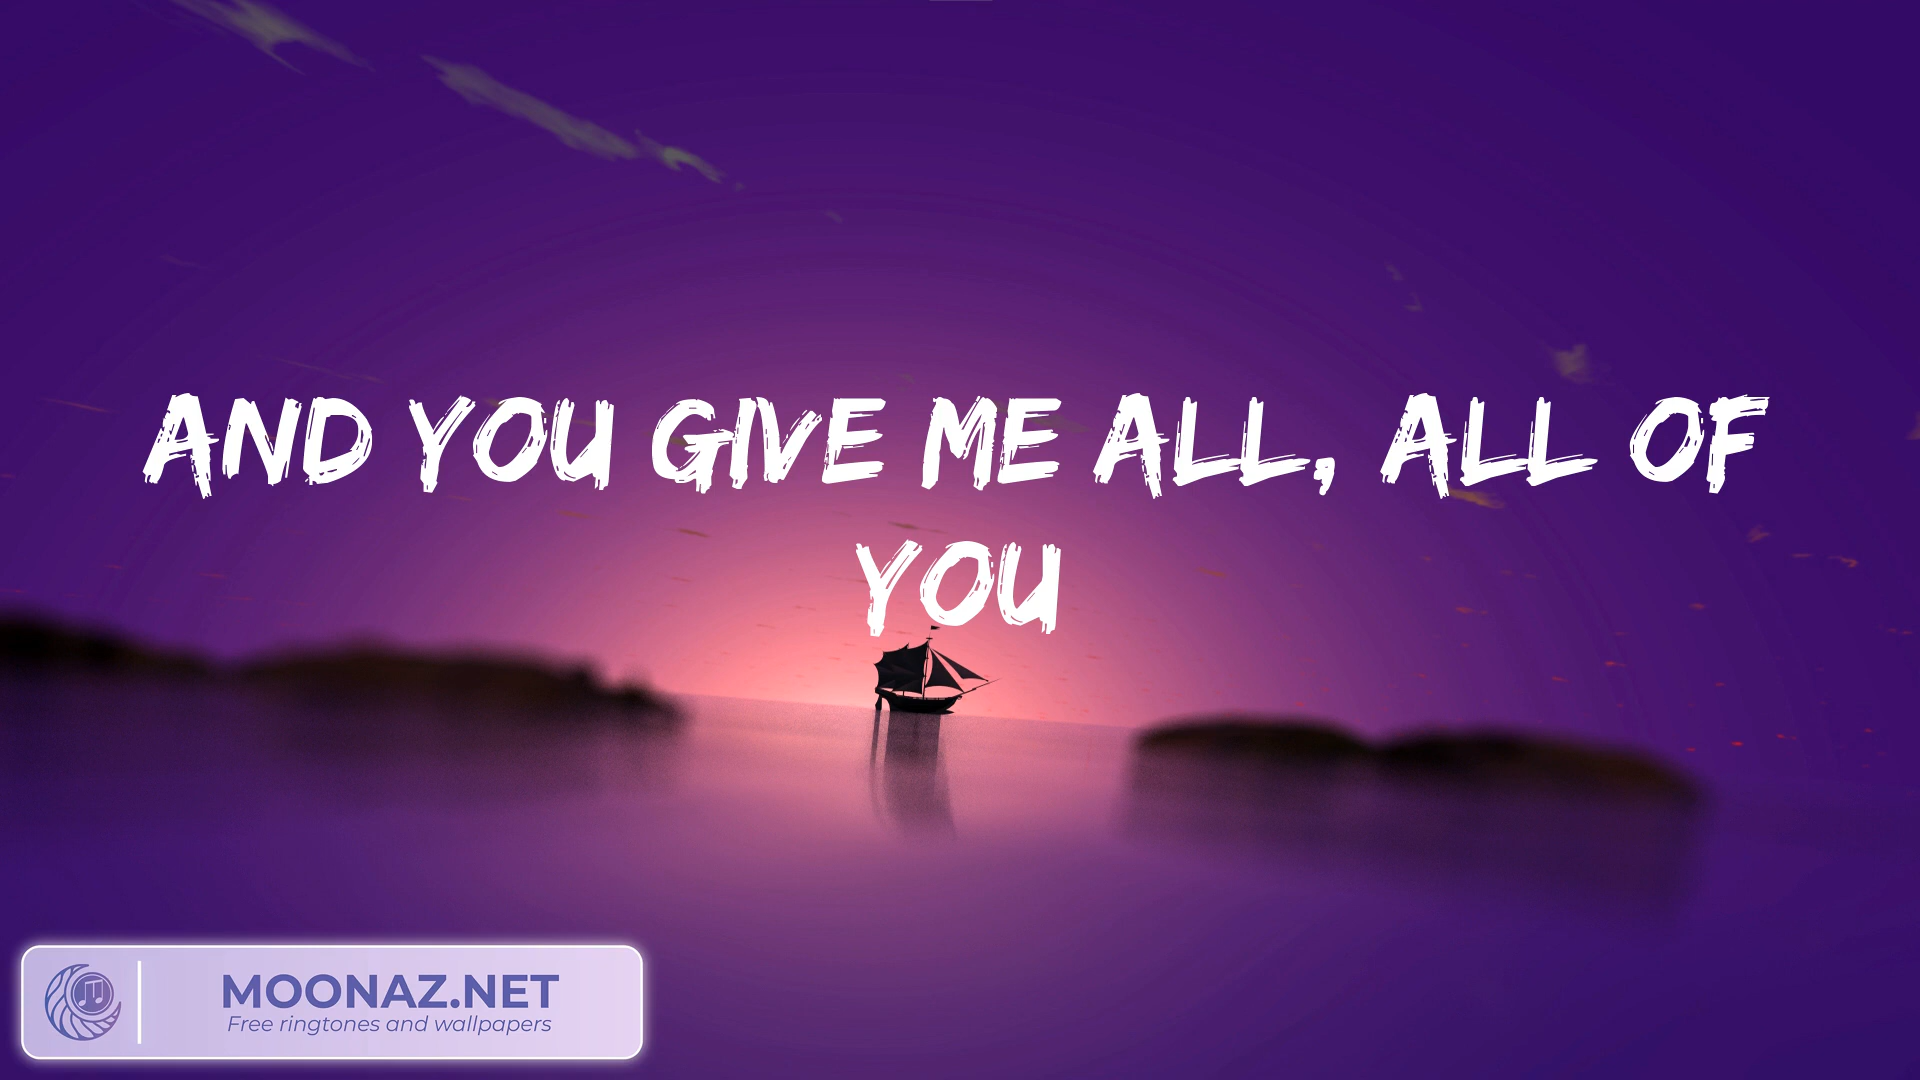 AND YOU GIVE ME ALL, ALL OF
YOU
MOONAZ.NET
Free ringtones and wallpapers